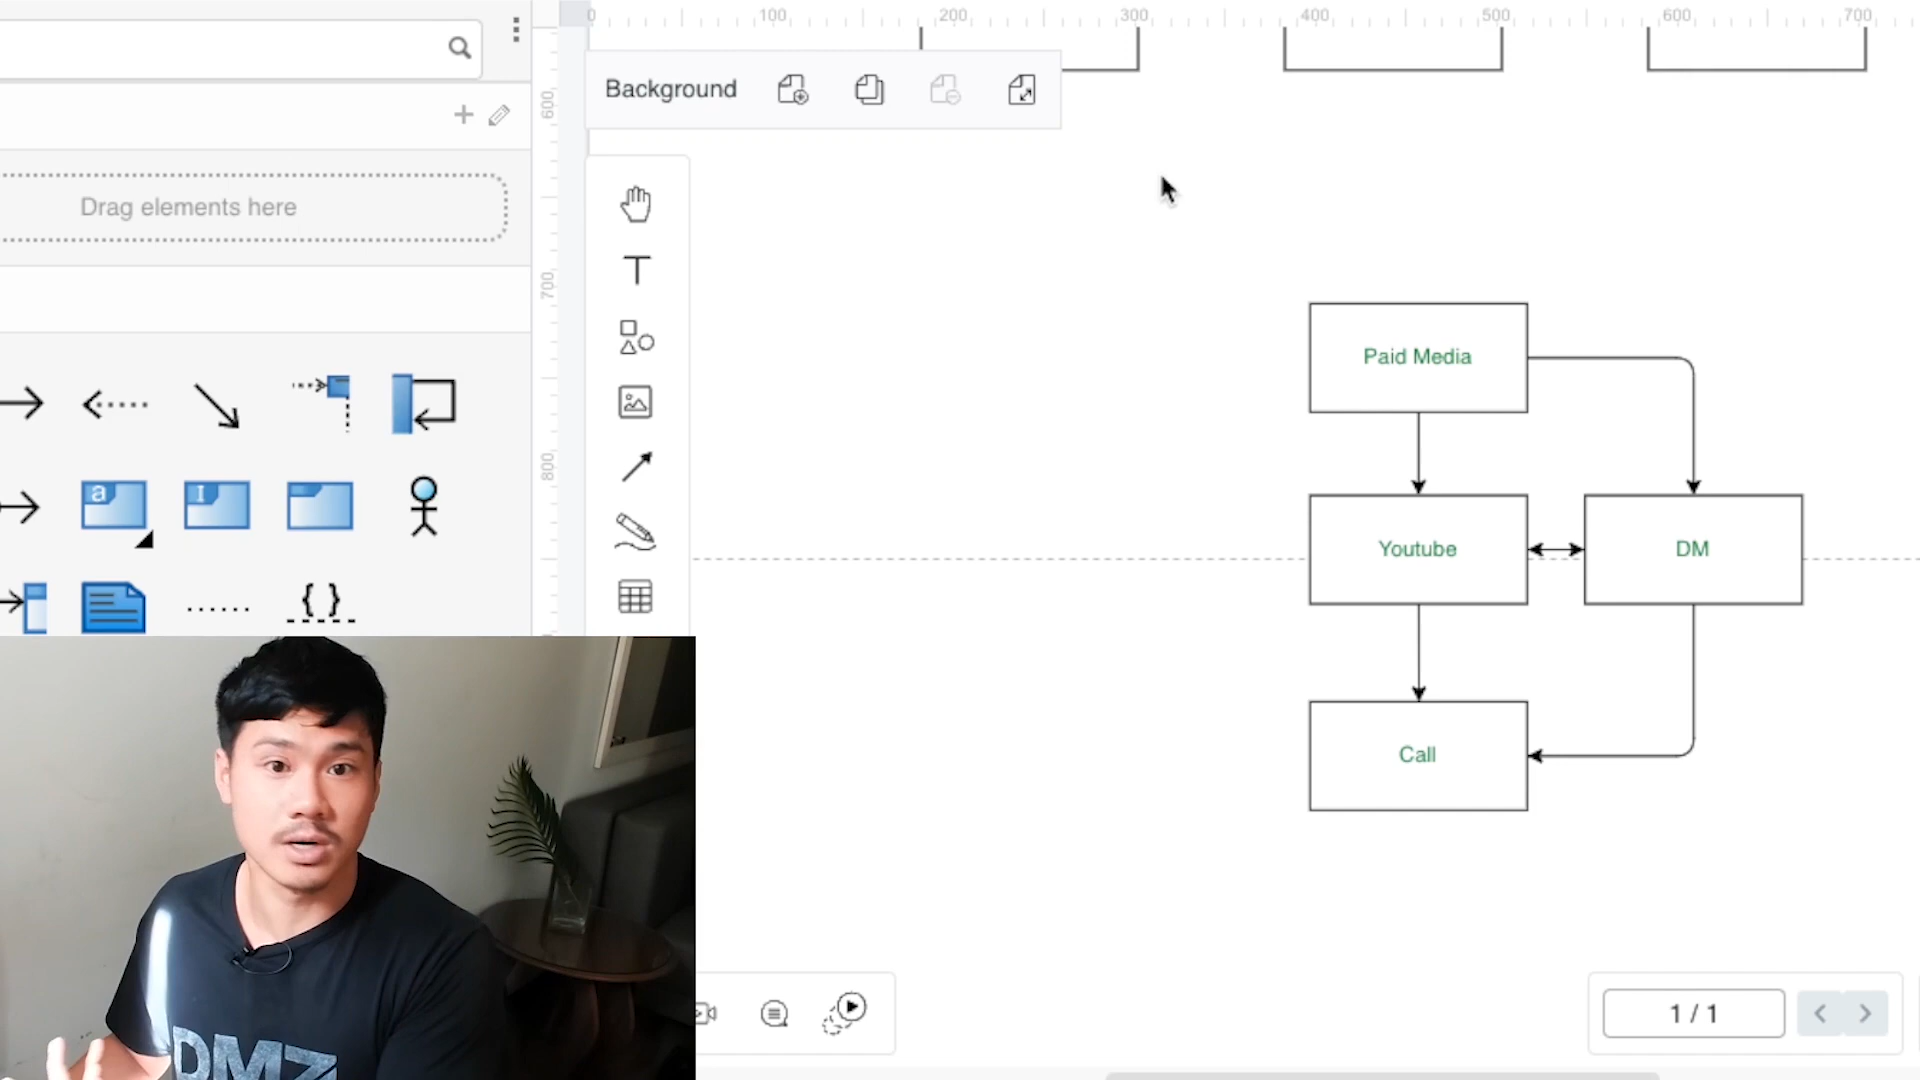 0 100 200 300 400 500 600 700
Background
600
Drag elements here
T
700
Paid Media
800
a
I
Youtube
DM
{ }
Call
1 / 1